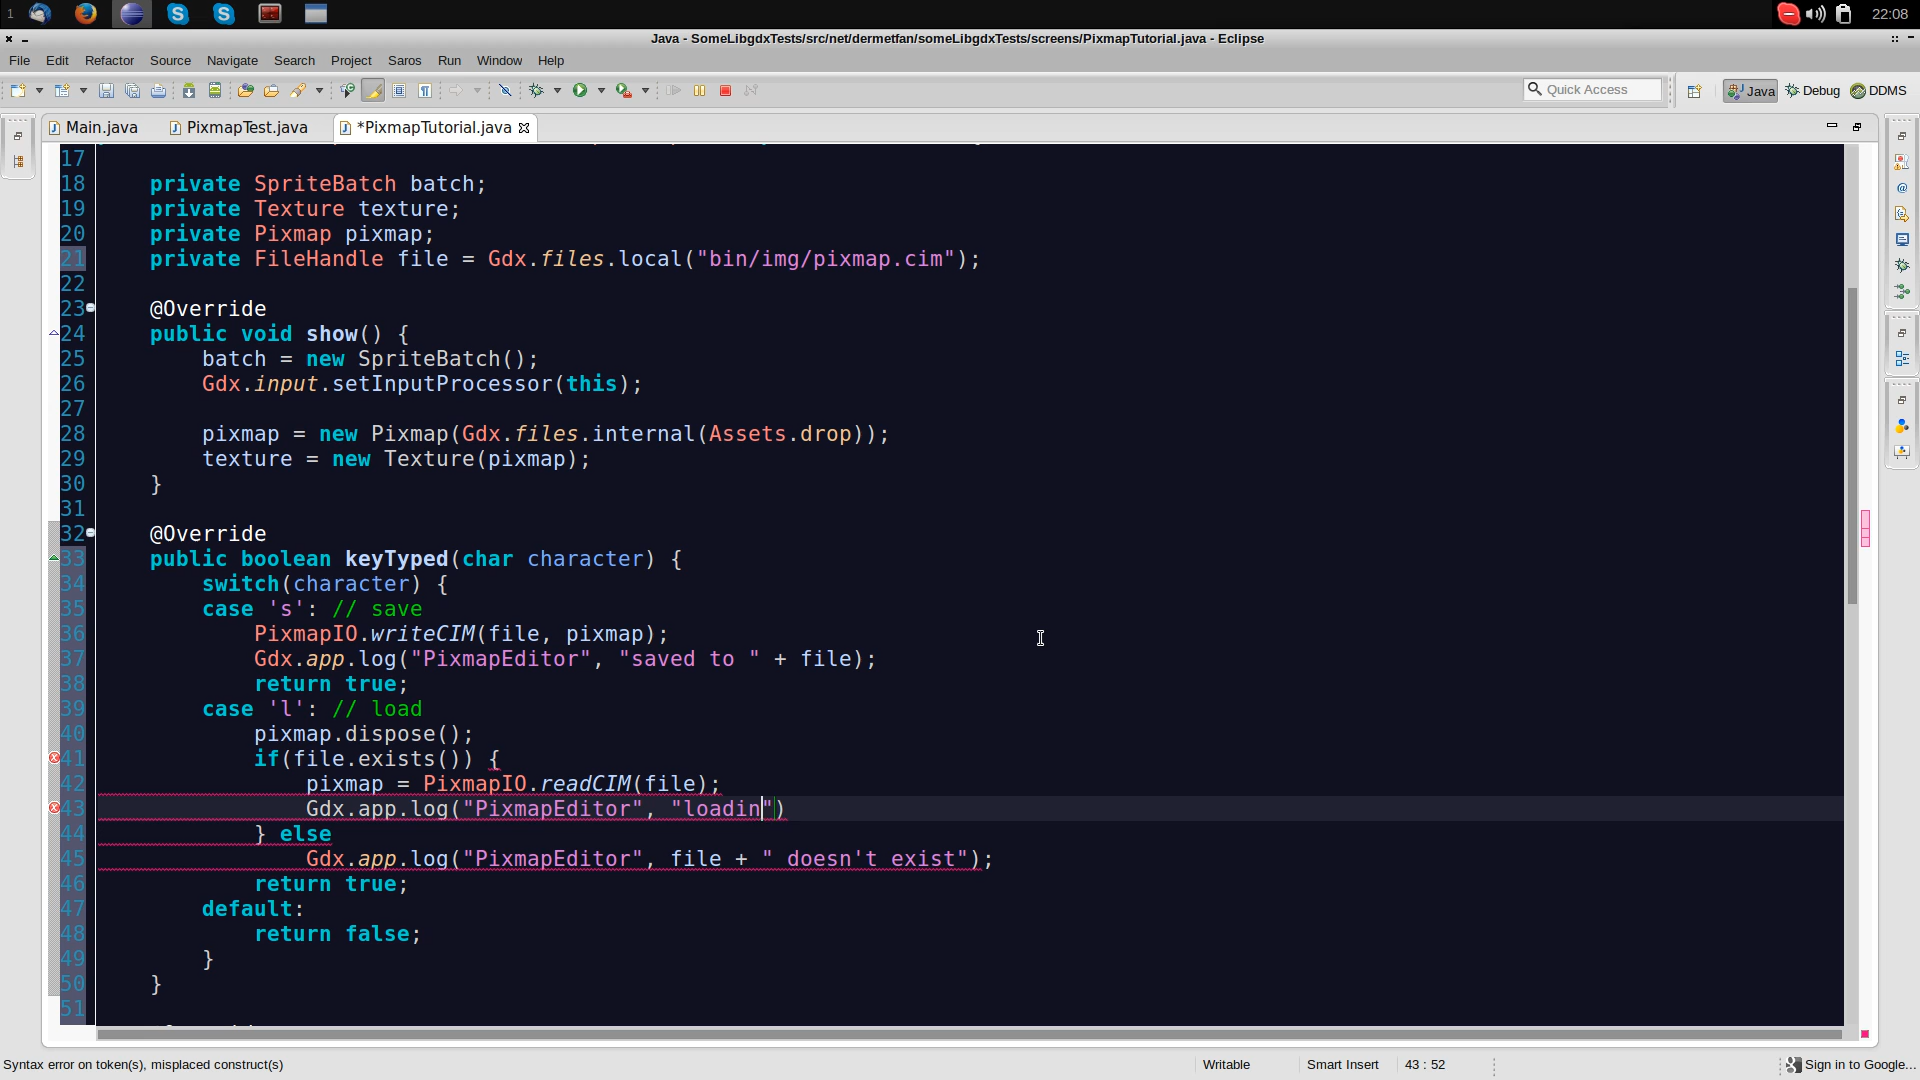 1
22:08
Java - SomeLibgdxTests/src/net/dermetfan/someLibgdxTests/screens/PixmapTutorial.java - Eclipse
File Edit Refactor Source Navigate Search Project Saros Run Window Help
Quick Access
Java Debug DDMS
Main.java PixmapTest.java *PixmapTutorial.java
17
18 private SpriteBatch batch;
19 private Texture texture;
20 private Pixmap pixmap;
21 private FileHandle file = Gdx.files.local("bin/img/pixmap.cim");
22
23 @Override
24 public void show() {
25 batch = new SpriteBatch();
26 Gdx.input.setInputProcessor(this);
27
28 pixmap = new Pixmap(Gdx.files.internal(Assets.drop));
29 texture = new Texture(pixmap);
30 }
31
32 @Override
33 public boolean keyTyped(char character) {
34 switch(character) {
35 case 's': // save
36 PixmapIO.writeCIM(file, pixmap);
37 Gdx.app.log("PixmapEditor", "saved to " + file);
38 return true;
39 case 'l': // load
40 pixmap.dispose();
41 if(file.exists()) {
42 pixmap = PixmapIO.readCIM(file);
43 Gdx.app.log("PixmapEditor", "loadin")
44 } else
45 Gdx.app.log("PixmapEditor", file + " doesn't exist");
46 return true;
47 default:
48 return false;
49 }
50 }
51
Syntax error on token(s), misplaced construct(s) Writable Smart Insert 43 : 52 Sign in to Google...